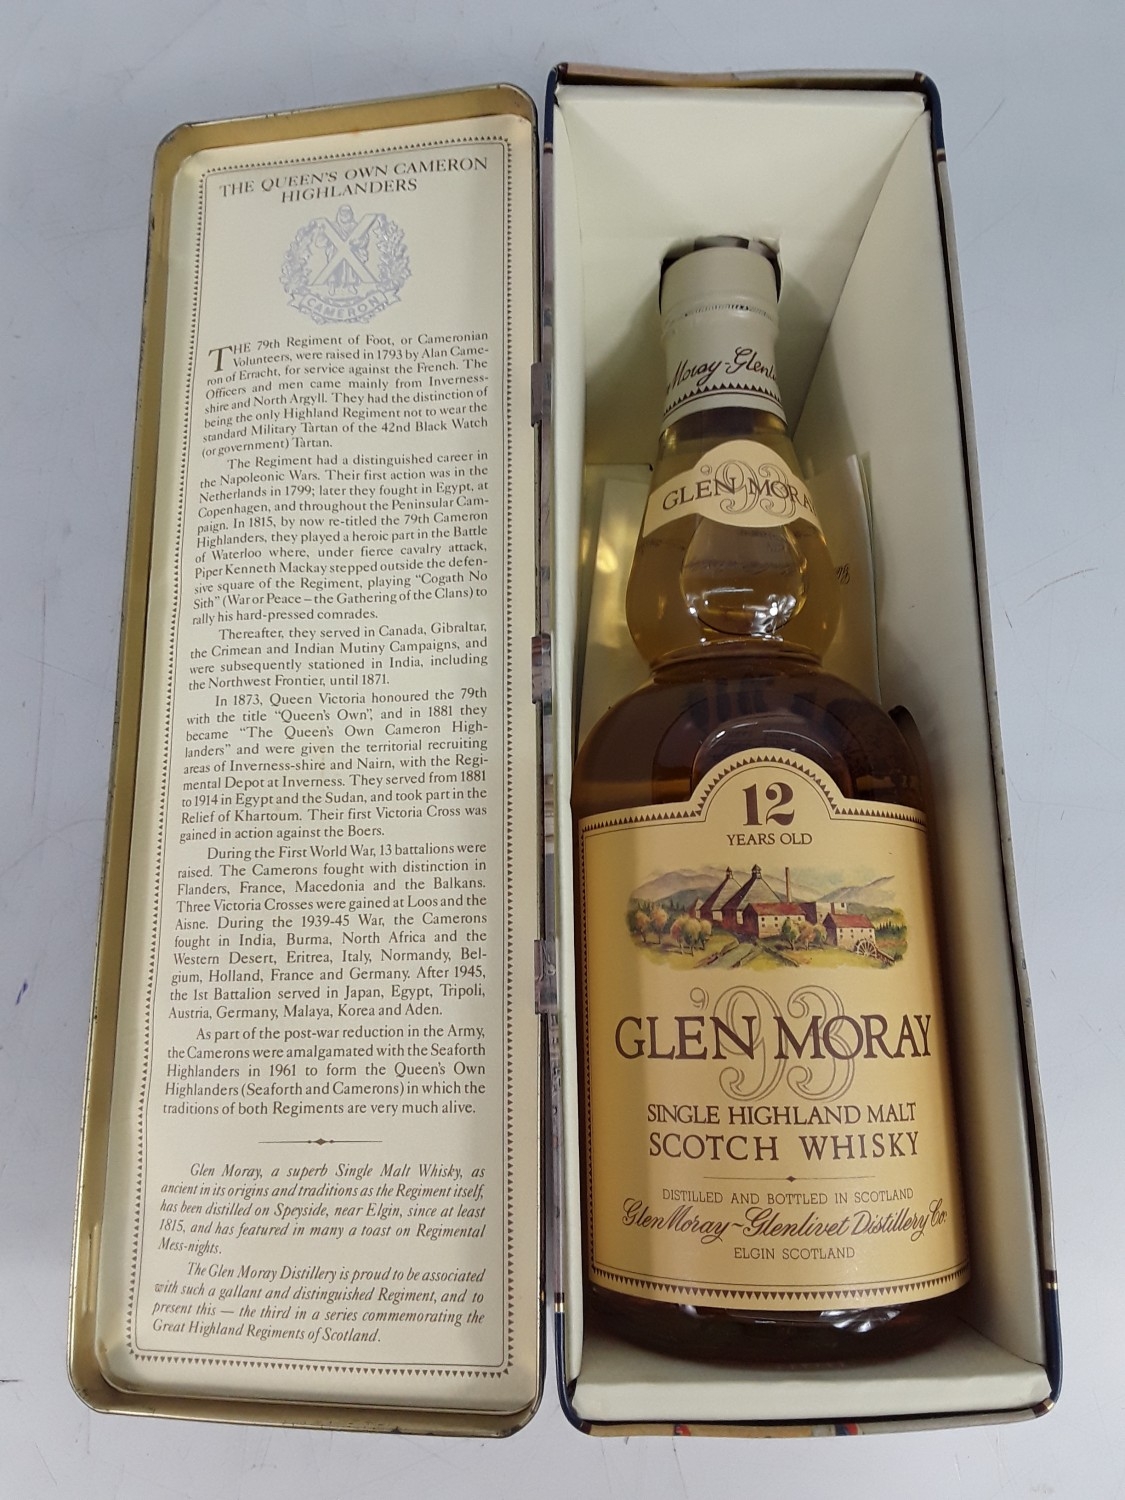 THE QUEEN'S OWN CAMERON
HIGHLANDERS
CAMERON
THE 79th Regiment of Foot, or Cameronian
Volunteers, were raised in 1793 by Alan Came-
ron of Erracht, for service against the French. The
Officers and men came mainly from Inverness-
shire and North Argyll. They had the distinction of
being the only Highland Regiment not to wear the
standard Military Tartan of the 42nd Black Watch
(or government) Tartan.
The Regiment had a distinguished career in
the Napoleonic Wars. Their first action was in the
Netherlands in 1799; later they fought in Egypt, at
Copenhagen, and throughout the Peninsular Cam-
paign. In 1815, by now re-titled the 79th Cameron
Highlanders, they played a heroic part in the Battle
of Waterloo where, under fierce cavalry attack,
Piper Kenneth Mackay stepped outside the defen-
sive square of the Regiment, playing “Cogath No
Sith” (War or Peace – the Gathering of the Clans) to
rally his hard-pressed comrades.
Thereafter, they served in Canada, Gibraltar,
the Crimean and Indian Mutiny Campaigns, and
were subsequently stationed in India, including
the Northwest Frontier, until 1871.
In 1873, Queen Victoria honoured the 79th
with the title “Queen's Own”, and in 1881 they
became “The Queen's Own Cameron High-
landers” and were given the territorial recruiting
areas of Inverness-shire and Nairn, with the Regi-
mental Depot at Inverness. They served from 1881
to 1914 in Egypt and the Sudan, and took part in the
Relief of Khartoum. Their first Victoria Cross was
gained in action against the Boers.
During the First World War, 13 battalions were
raised. The Camerons fought with distinction in
Flanders, France, Macedonia and the Balkans.
Three Victoria Crosses were gained at Loos and the
Aisne. During the 1939-45 War, the Camerons
fought in India, Burma, North Africa and the
Western Desert, Eritrea, Italy, Normandy, Bel-
gium, Holland, France and Germany. After 1945,
the 1st Battalion served in Japan, Egypt, Tripoli,
Austria, Germany, Malaya, Korea and Aden.
As part of the post-war reduction in the Army,
the Camerons were amalgamated with the Seaforth
Highlanders in 1961 to form the Queen's Own
Highlanders (Seaforth and Camerons) in which the
traditions of both Regiments are very much alive.
Glen Moray, a superb Single Malt Whisky, as
ancient in its origins and traditions as the Regiment itself,
has been distilled on Speyside, near Elgin, since at least
1815, and has featured in many a toast on Regimental
Mess-nights.
The Glen Moray Distillery is proud to be associated
with such a gallant and distinguished Regiment, and to
present this — the third in a series commemorating the
Great Highland Regiments of Scotland.
Moray-Glenli
'93
GLEN MORA
12
YEARS OLD
'93
GLEN MORAY
SINGLE HIGHLAND MALT
SCOTCH WHISKY
DISTILLED AND BOTTLED IN SCOTLAND
Glen Moray~Glenlivet Distillery Co.
ELGIN SCOTLAND